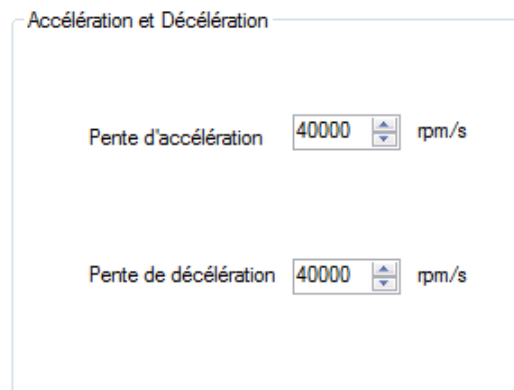 Accélération et Décélération
Pente d'accélération 40000 rpm/s
Pente de décélération 40000 rpm/s